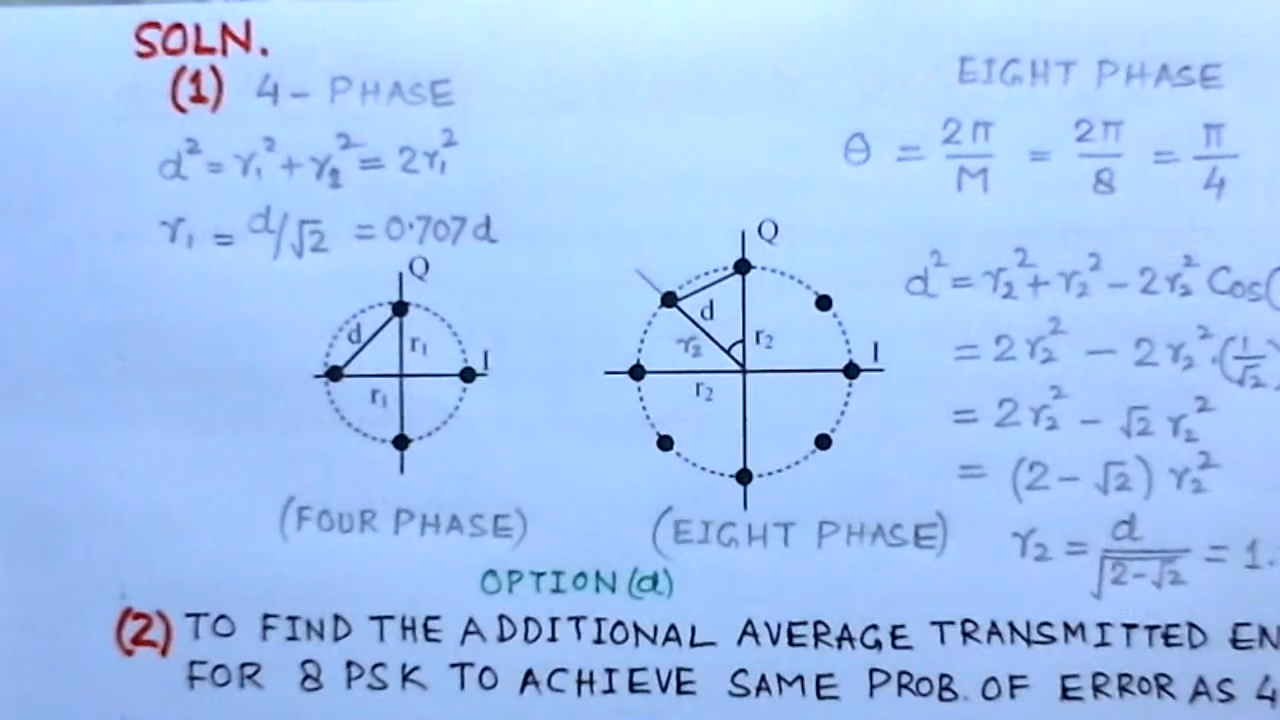 SOLN.
(1) 4 - PHASE
d² = r₁² + r₂² = 2r₁²
r₁ = d/√2 = 0.707d
Q
d
r₁
I
r₁
(FOUR PHASE)
Q
d
r₂
r₂
I
r₂
(EIGHT PHASE)
EIGHT PHASE
θ = 2π/M = 2π/8 = π/4
d² = r₂² + r₂² - 2r₂² Cos(
= 2r₂² - 2r₂².(1/√2)
= 2r₂² - √2 r₂²
= (2-√2) r₂²
r₂ = d/√(2-√2) = 1.
OPTION (a)
(2) TO FIND THE ADDITIONAL AVERAGE TRANSMITTED EN
FOR 8 PSK TO ACHIEVE SAME PROB. OF ERROR AS 4